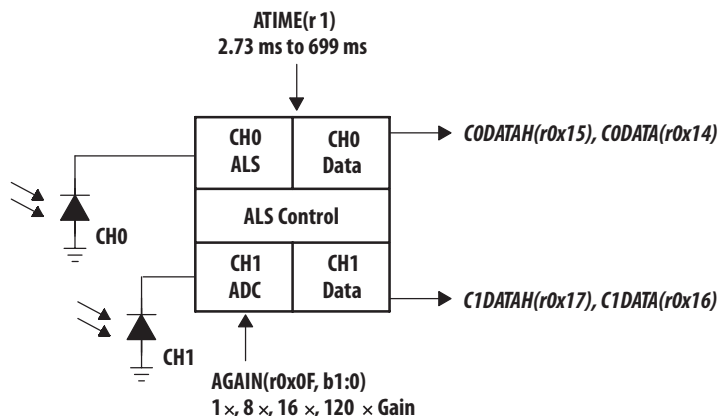 ATIME(r 1)
2.73 ms to 699 ms
CH0
ALS
CH0
Data
C0DATAH(r0x15), C0DATA(r0x14)
ALS Control
CH0
CH1
ADC
CH1
Data
C1DATAH(r0x17), C1DATA(r0x16)
CH1
AGAIN(r0x0F, b1:0)
1 ×, 8 ×, 16 ×, 120 × Gain